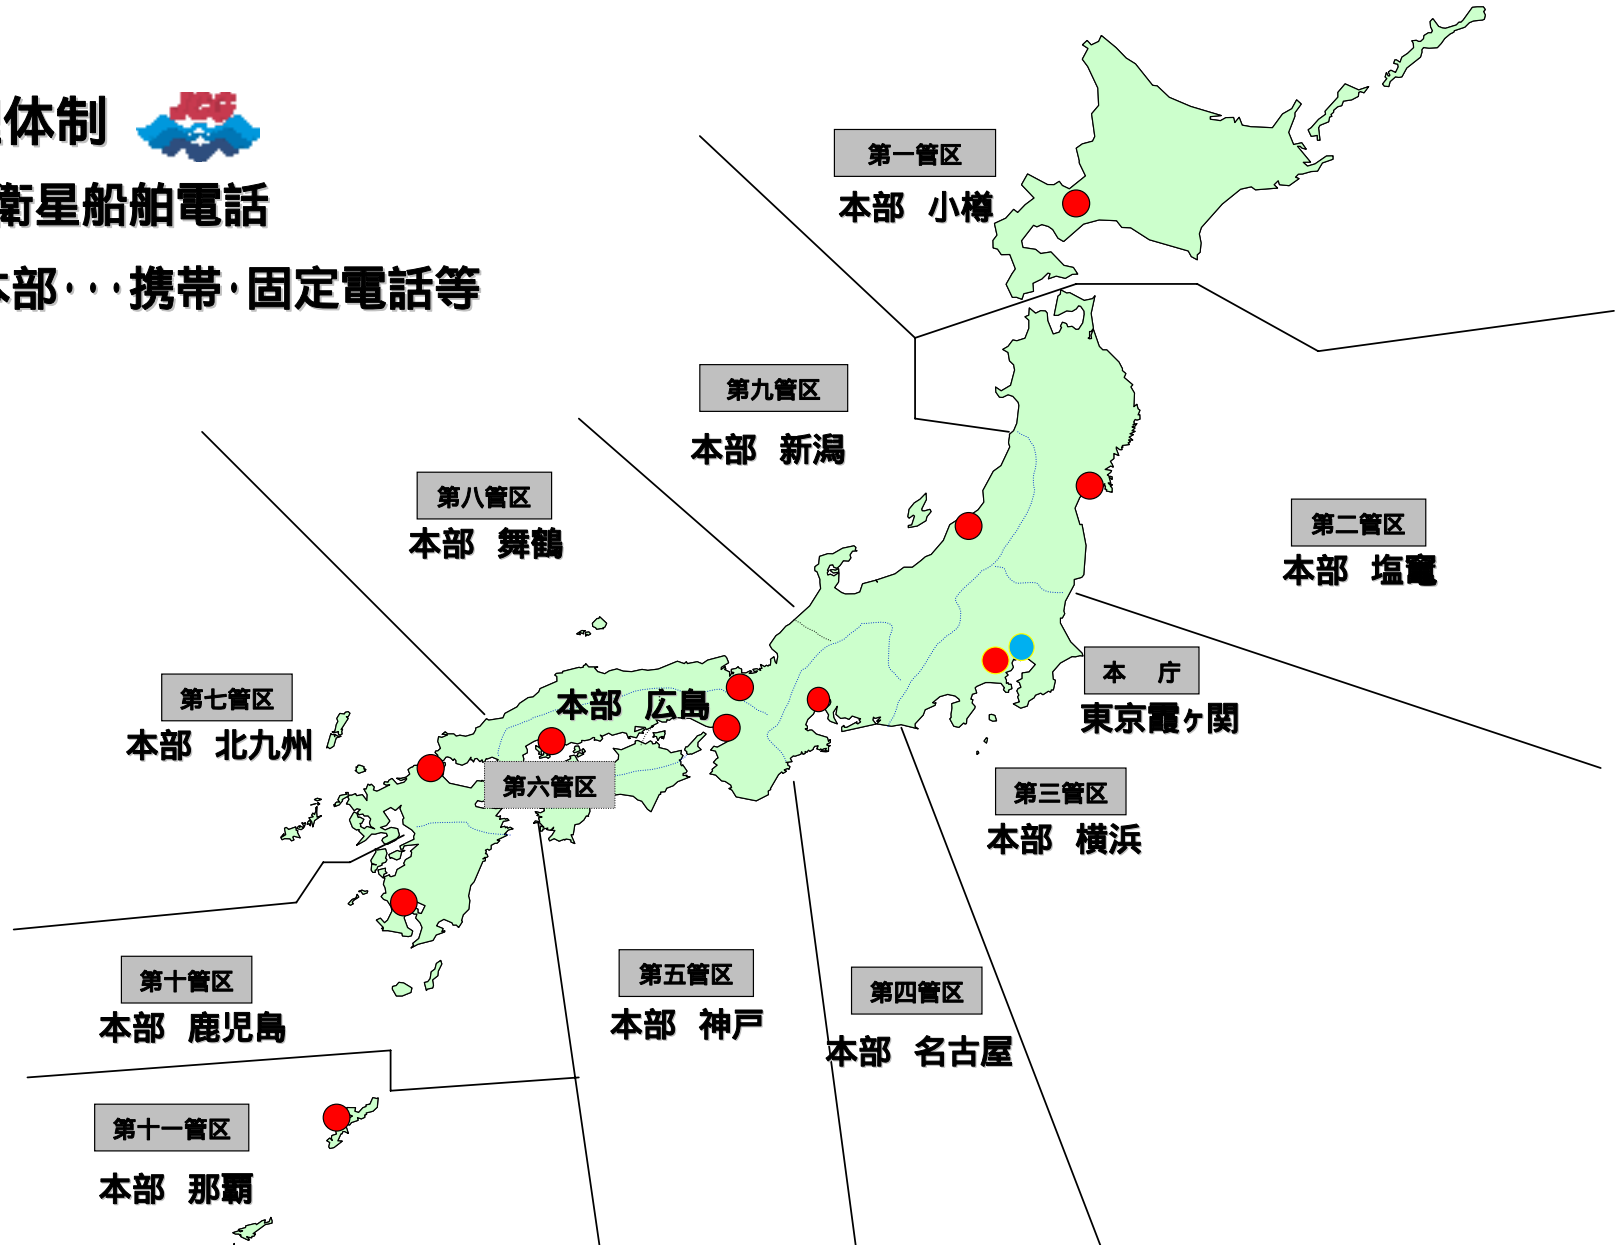 体制
JCG
衛星船舶電話
本部･･･携帯･固定電話等
第一管区
本部 小樽
第九管区
本部 新潟
第八管区
本部 舞鶴
第二管区
本部 塩竈
本 庁
東京霞ヶ関
第七管区
本部 北九州
本部 広島
第六管区
第三管区
本部 横浜
第五管区
本部 神戸
第四管区
本部 名古屋
第十管区
本部 鹿児島
第十一管区
本部 那覇